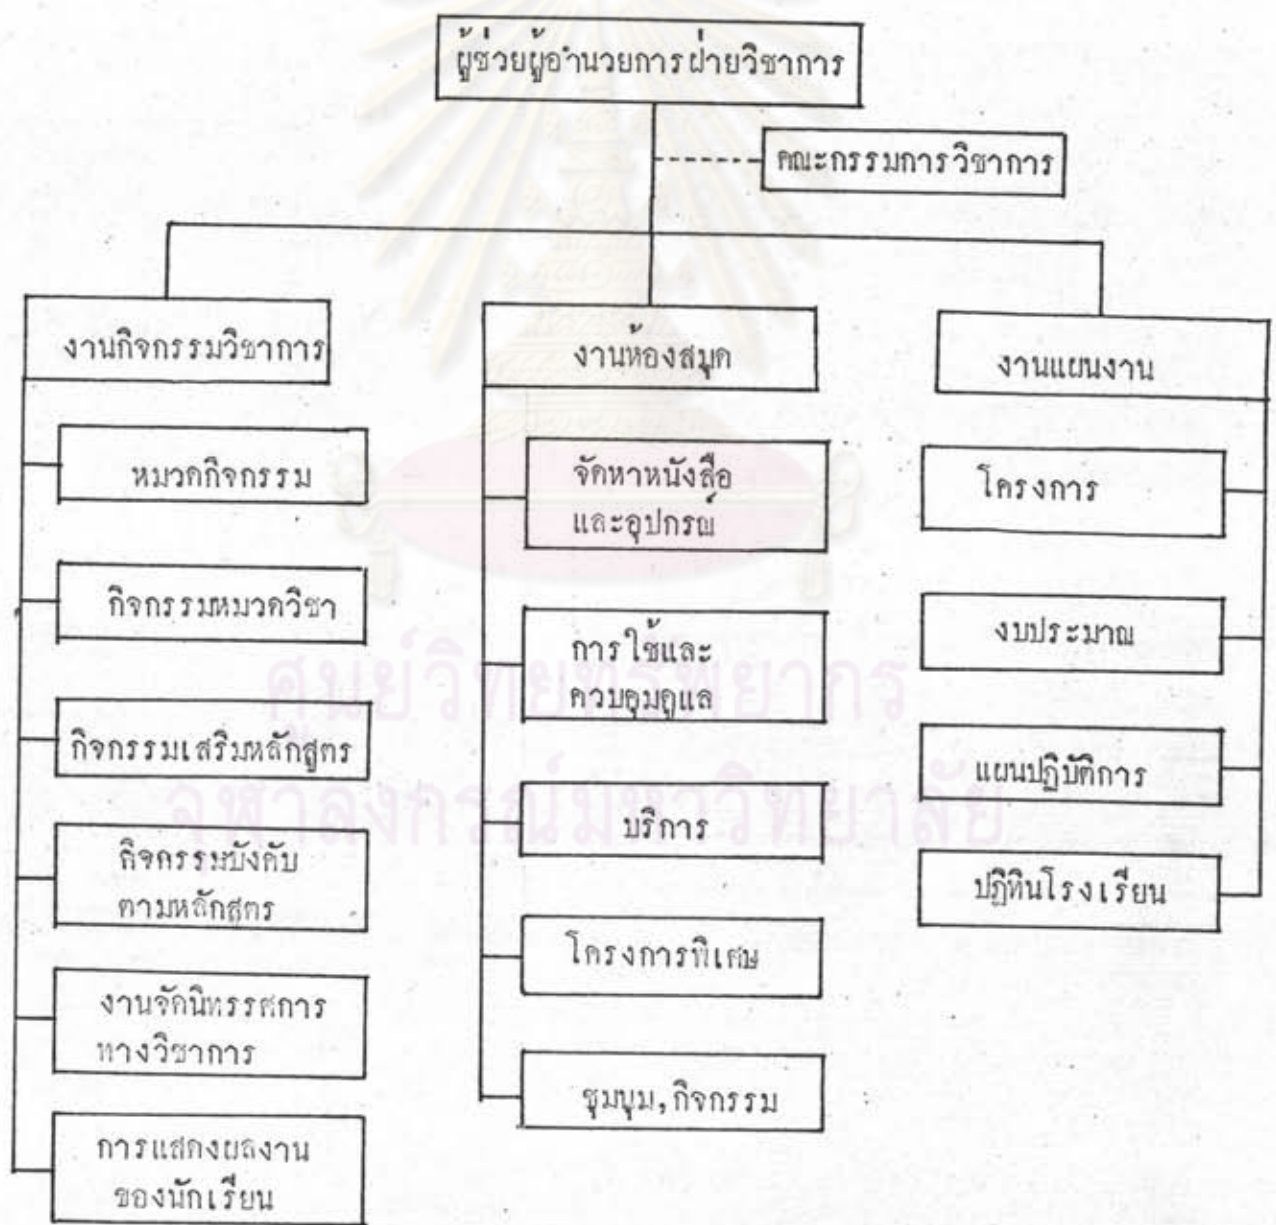 ผู้ช่วยผู้อำนวยการฝ่ายวิชาการ
คณะกรรมการวิชาการ
งานกิจกรรมวิชาการ
หมวดกิจกรรม
กิจกรรมหมวดวิชา
กิจกรรมเสริมหลักสูตร
กิจกรรมบังคับ
ตามหลักสูตร
งานจัดนิทรรศการ
ทางวิชาการ
การแสดงผลงาน
ของนักเรียน
งานห้องสมุด
จัดหาหนังสือ
และอุปกรณ์
การใช้และ
ควบคุมดูแล
บริการ
โครงการพิเศษ
ชุมนุม,กิจกรรม
งานแผนงาน
โครงการ
งบประมาณ
แผนปฏิบัติการ
ปฏิทินโรงเรียน
ศูนย์วิทยทรัพยากร
จุฬาลงกรณ์มหาวิทยาลัย